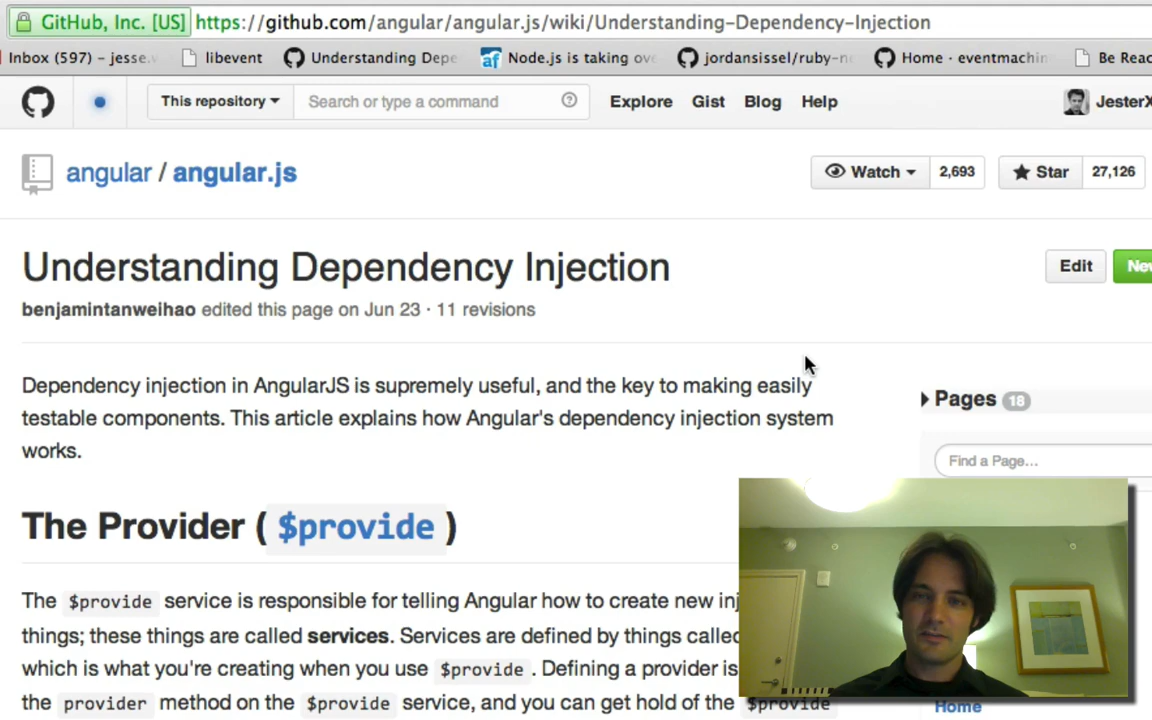 GitHub, Inc. [US] https://github.com/angular/angular.js/wiki/Understanding-Dependency-Injection
Inbox (597) – jesse. libevent Understanding Depe Node.js is taking ove jordansissel/ruby-n Home · eventmachin Be Reac
This repository Search or type a command Explore Gist Blog Help JesterX
angular / angular.js Watch 2,693 Star 27,126
Understanding Dependency Injection Edit New
benjamintanweihao edited this page on Jun 23 · 11 revisions
Dependency injection in AngularJS is supremely useful, and the key to making easily
testable components. This article explains how Angular's dependency injection system
works.
Pages 18
Find a Page...
The Provider ( $provide )
The $provide service is responsible for telling Angular how to create new inj
things; these things are called services. Services are defined by things called
which is what you're creating when you use $provide. Defining a provider is
the provider method on the $provide service, and you can get hold of the $provide
Home